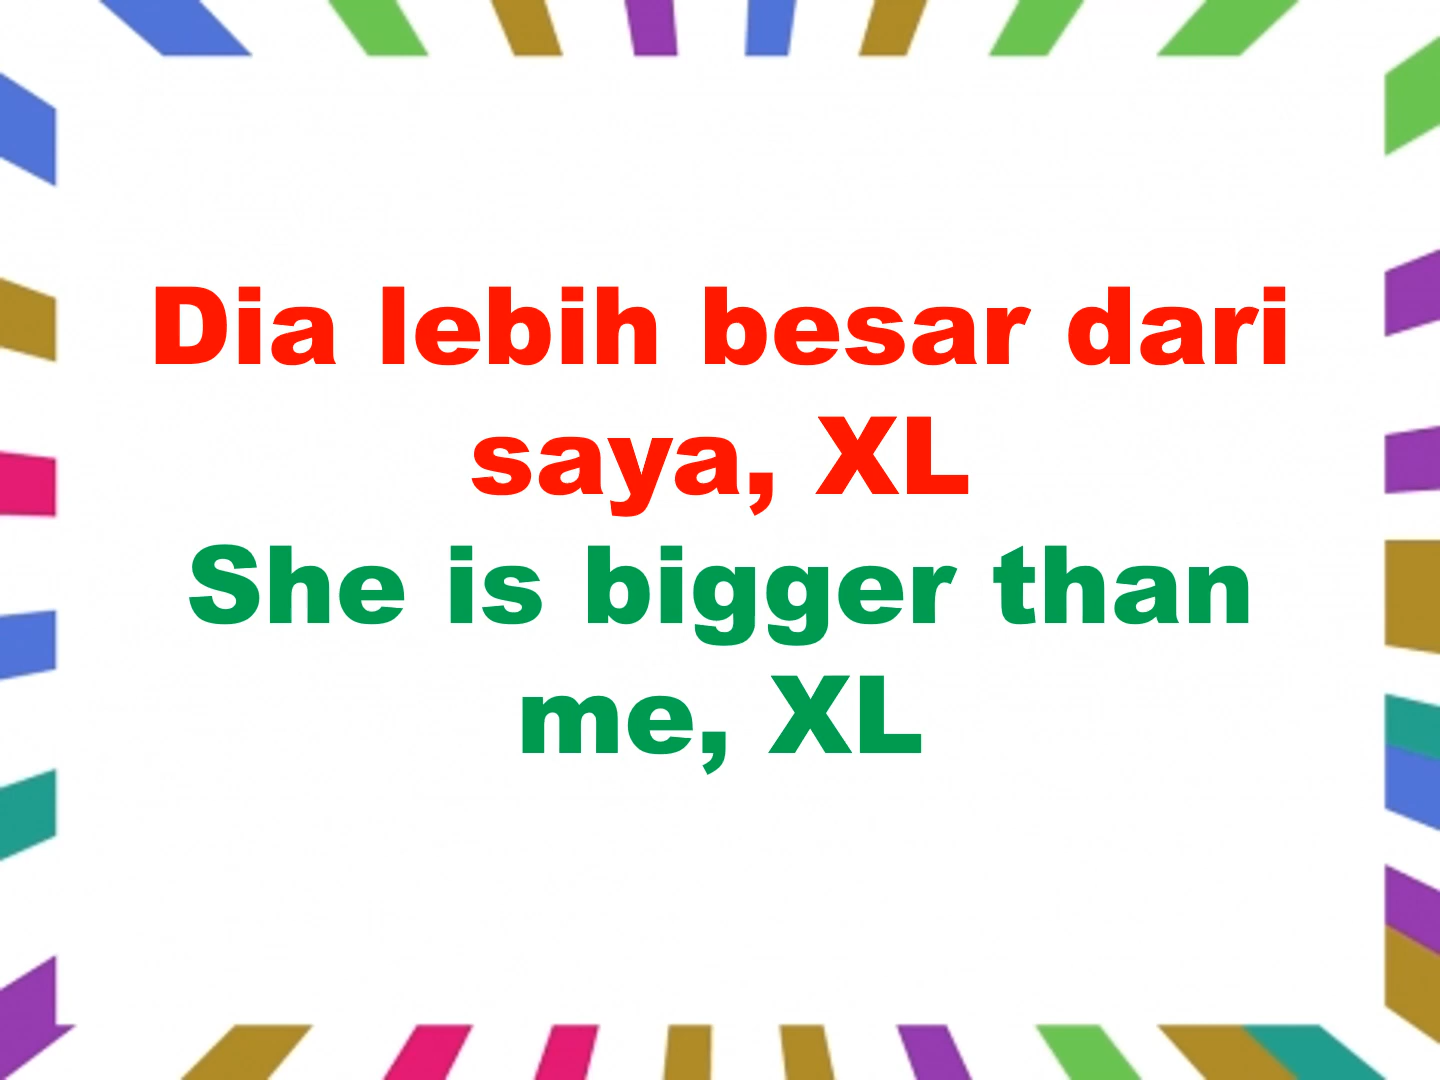 Dia lebih besar dari
saya, XL
She is bigger than
me, XL